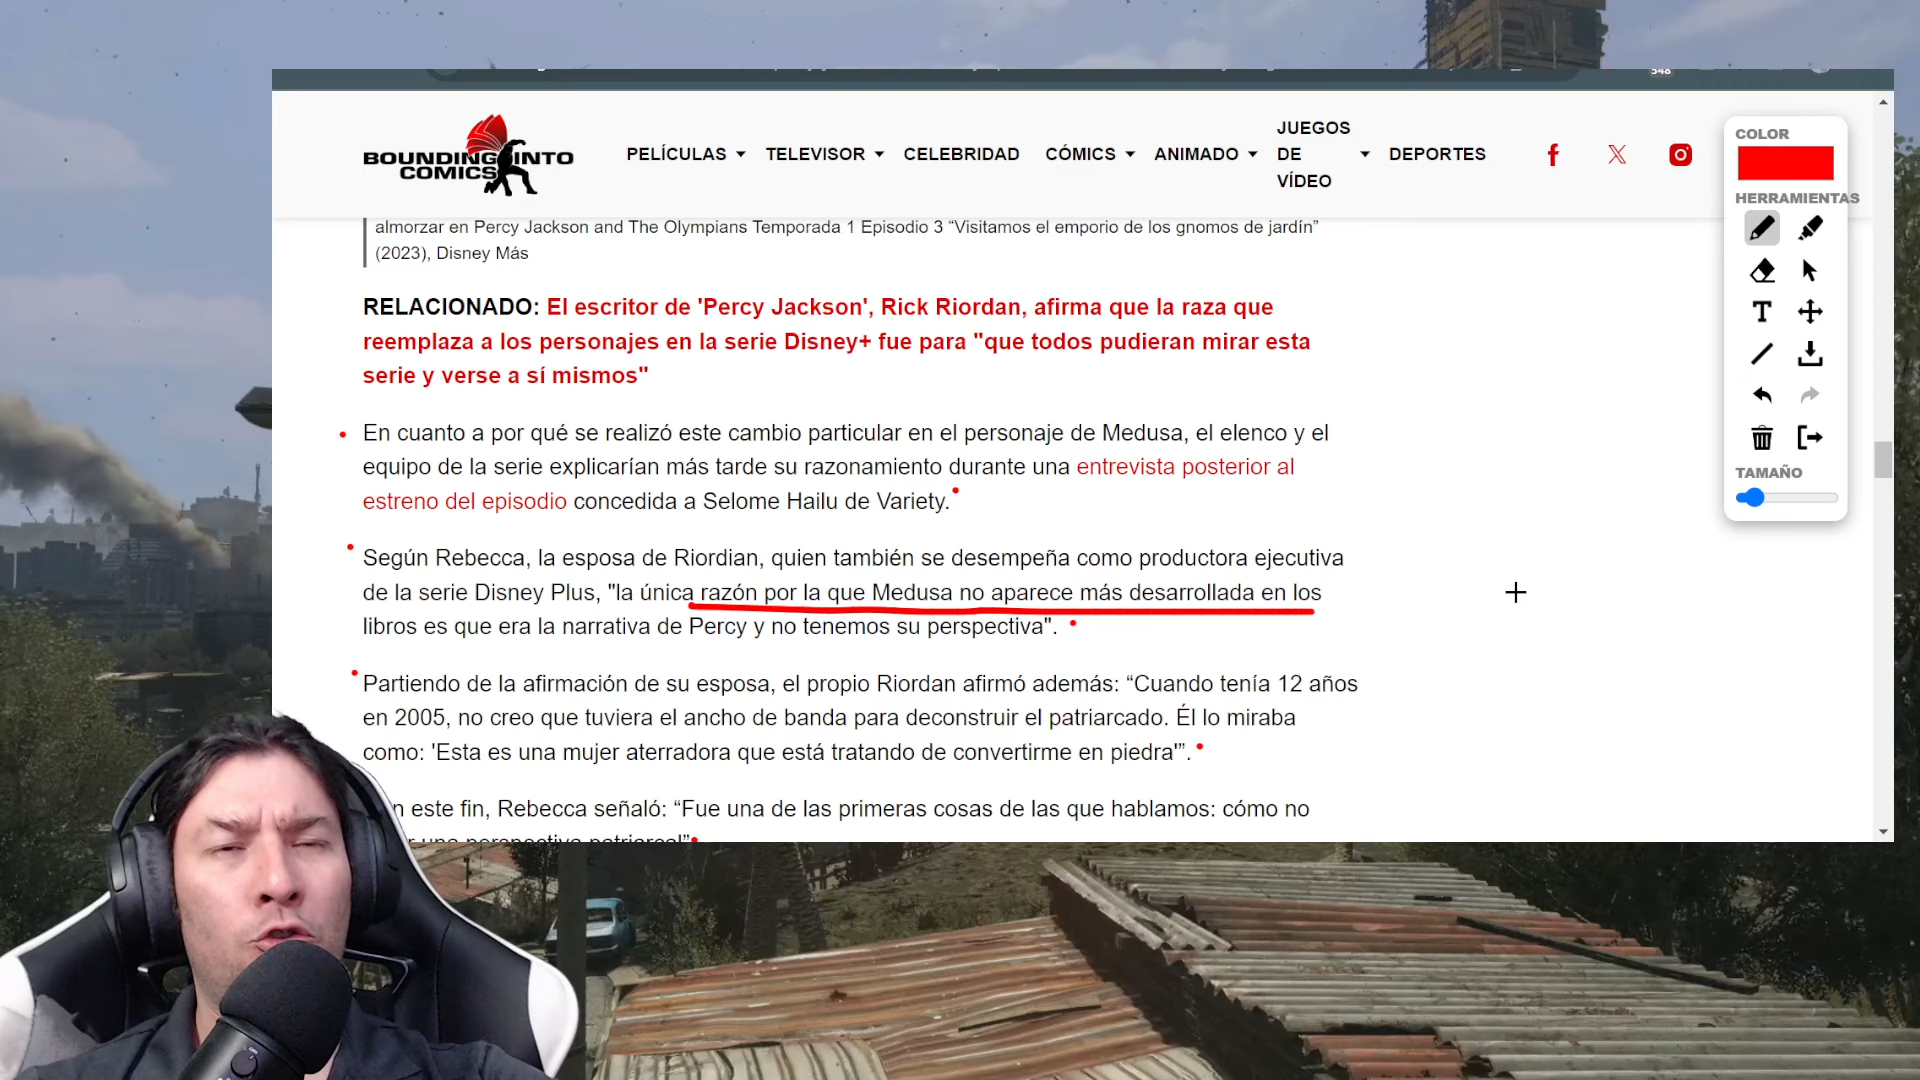 548
BOUNDING INTO
COMICS
PELÍCULAS
TELEVISOR
CELEBRIDAD
CÓMICS
ANIMADO
JUEGOS
DE
VÍDEO
DEPORTES
COLOR
HERRAMIENTAS
TAMAÑO
almorzar en Percy Jackson and The Olympians Temporada 1 Episodio 3 “Visitamos el emporio de los gnomos de jardín”
(2023), Disney Más
RELACIONADO: El escritor de 'Percy Jackson', Rick Riordan, afirma que la raza que
reemplaza a los personajes en la serie Disney+ fue para "que todos pudieran mirar esta
serie y verse a sí mismos"
En cuanto a por qué se realizó este cambio particular en el personaje de Medusa, el elenco y el
equipo de la serie explicarían más tarde su razonamiento durante una entrevista posterior al
estreno del episodio concedida a Selome Hailu de Variety.
Según Rebecca, la esposa de Riordian, quien también se desempeña como productora ejecutiva
de la serie Disney Plus, "la única razón por la que Medusa no aparece más desarrollada en los
libros es que era la narrativa de Percy y no tenemos su perspectiva".
Partiendo de la afirmación de su esposa, el propio Riordan afirmó además: “Cuando tenía 12 años
en 2005, no creo que tuviera el ancho de banda para deconstruir el patriarcado. Él lo miraba
como: 'Esta es una mujer aterradora que está tratando de convertirme en piedra'”.
este fin, Rebecca señaló: “Fue una de las primeras cosas de las que hablamos: cómo no
una perspectiva patriarcal”